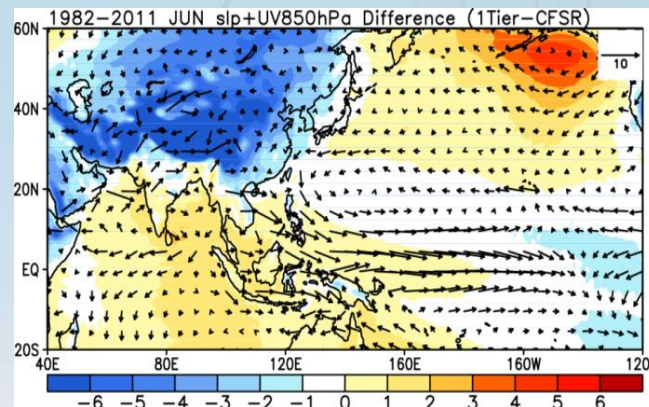 1982-2011 JUN slp+UV850hPa Difference (1Tier-CFSR)
60N
10
40N
20N
EQ
20S
40E 80E 120E 160E 160W 120
-6 -5 -4 -3 -2 -1 0 1 2 3 4 5 6